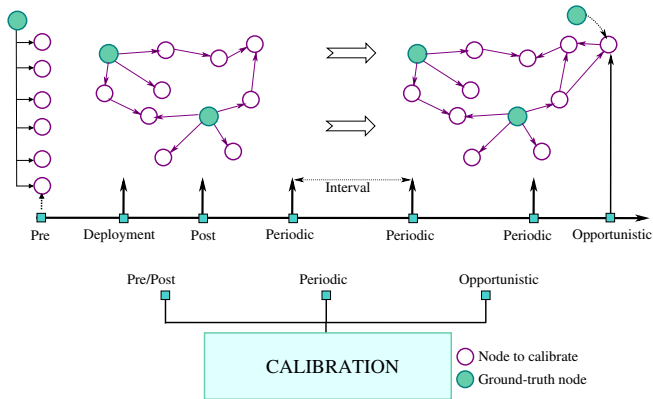 Interval
Pre
Deployment
Post
Periodic
Periodic
Periodic
Opportunistic
Pre/Post
Periodic
Opportunistic
CALIBRATION
Node to calibrate
Ground-truth node